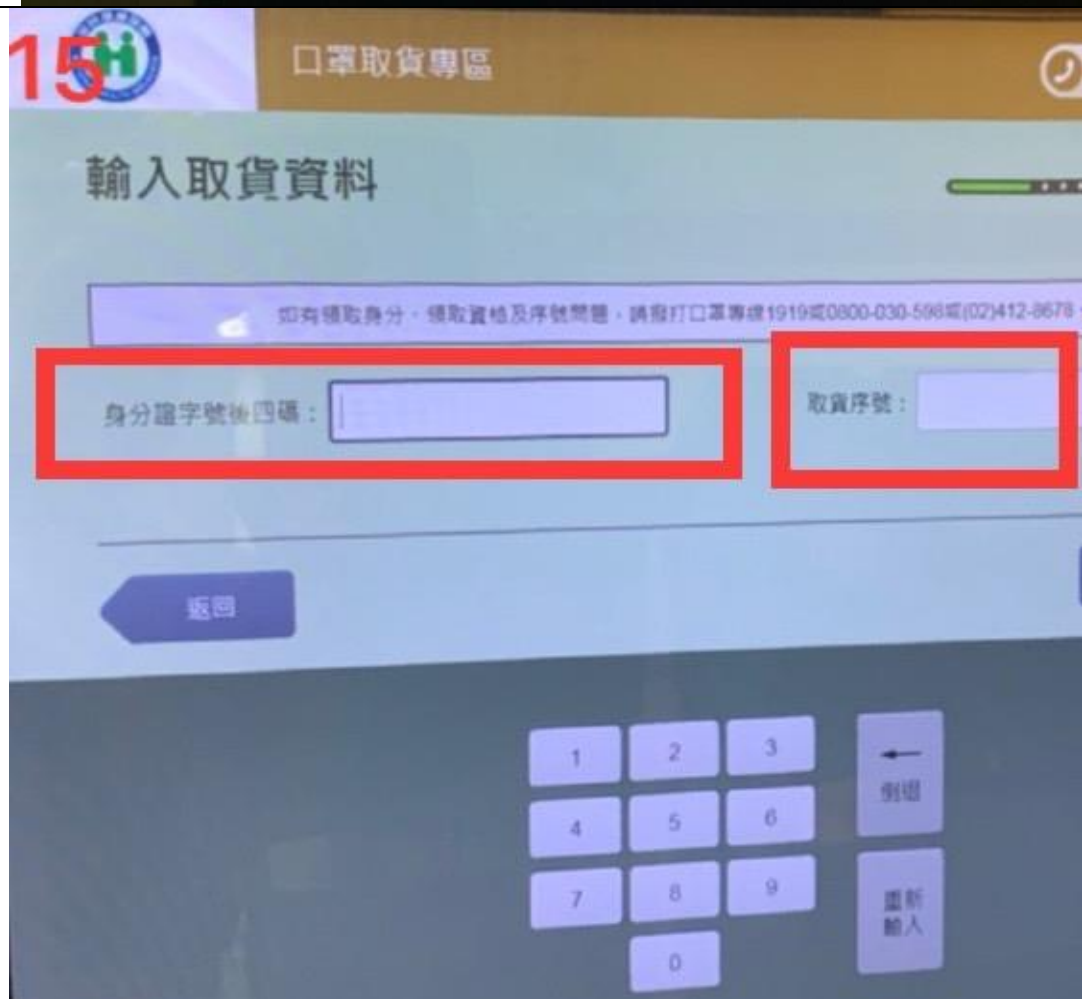 15
口罩取貨專區
輸入取貨資料
如有領取身分、領取資格及序號問題，請撥打口罩專線1919或0800-030-598或(02)412-8678
身分證字號後四碼：
取貨序號：
返回
1 2 3
←
倒退
4 5 6
7 8 9
重新
輸入
0